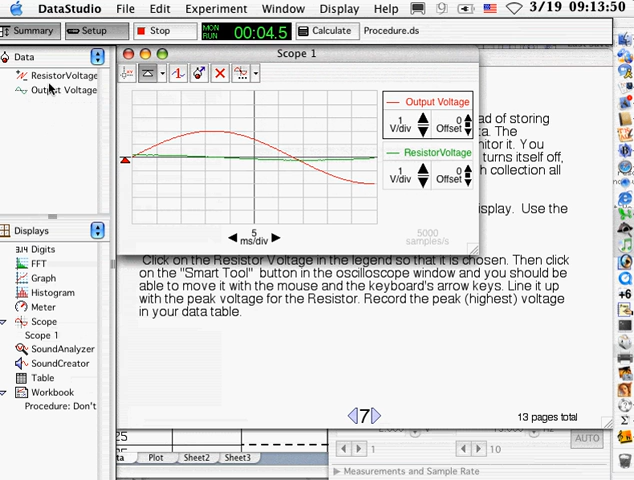 DataStudio File Edit Experiment Window Display Help 3/19 09:13:50
Summary Setup Stop MON RUN 00:04.5 Calculate Procedure.ds
Data
ResistorVoltage
Output Voltage
Scope 1
Output Voltage
1 V/div 0 Offset
ResistorVoltage
1 V/div 0 Offset
5 ms/div
5000 samples/s
ad of storing
ta. The
nitor it. You
turns itself off,
h collection all
isplay. Use the
Click on the Resistor Voltage in the legend so that it is chosen. Then click
on the "Smart Tool" button in the oscilloscope window and you should be
able to move it with the mouse and the keyboard's arrow keys. Line it up
with the peak voltage for the Resistor. Record the peak (highest) voltage
in your data table.
Displays
3.14 Digits
FFT
Graph
Histogram
Meter
Scope
Scope 1
SoundAnalyzer
SoundCreator
Table
Workbook
Procedure: Don't
7
13 pages total
25
ta Plot Sheet2 Sheet3
1 10
AUTO
Measurements and Sample Rate
+6